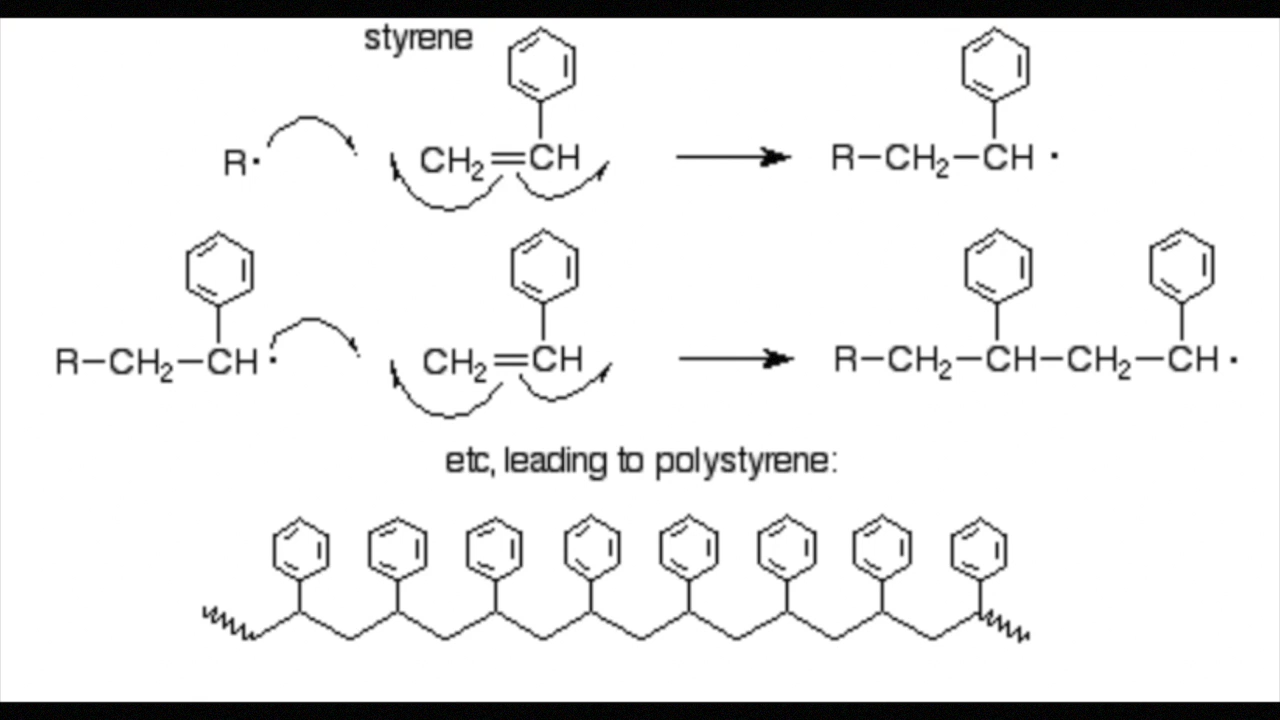 styrene
R· CH₂=CH R–CH₂–CH·
R–CH₂–CH· CH₂=CH R–CH₂–CH–CH₂–CH·
etc, leading to polystyrene: